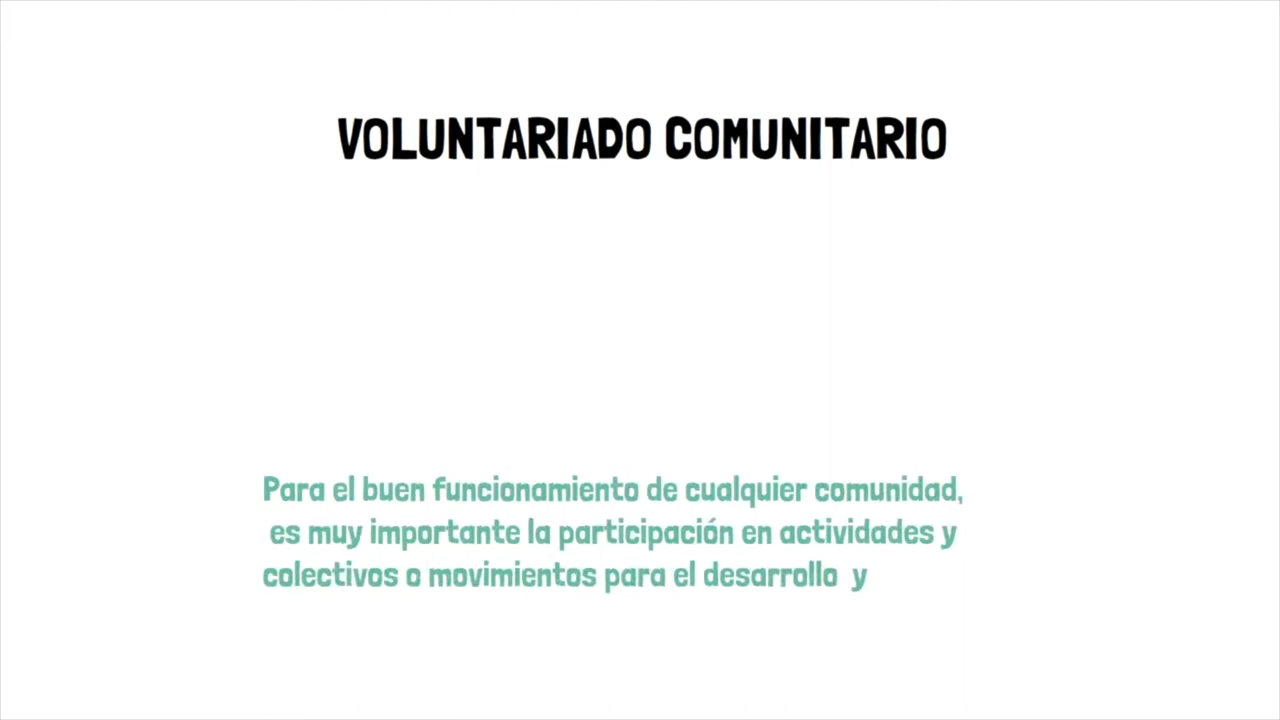 VOLUNTARIADO COMUNITARIO
Para el buen funcionamiento de cualquier comunidad,
es muy importante la participación en actividades y
colectivos o movimientos para el desarrollo y